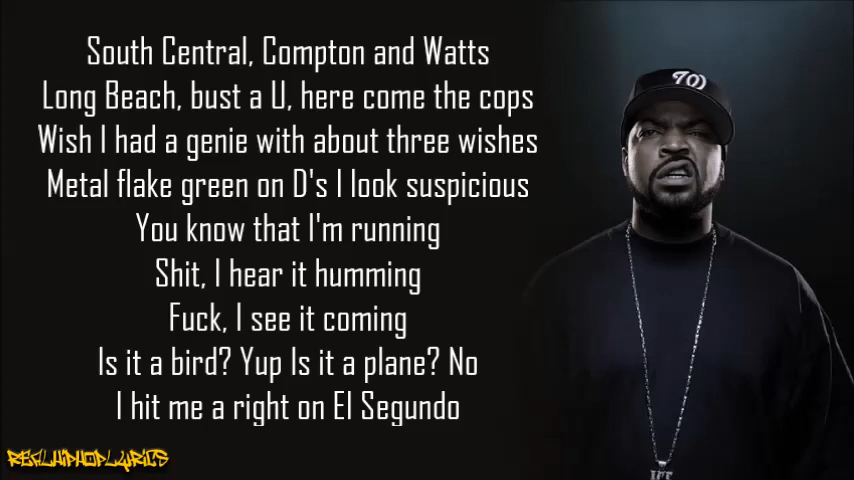 South Central, Compton and Watts
Long Beach, bust a U, here come the cops
Wish I had a genie with about three wishes
Metal flake green on D's I look suspicious
You know that I'm running
Shit, I hear it humming
Fuck, I see it coming
Is it a bird? Yup Is it a plane? No
I hit me a right on El Segundo
REALHIPHOPLYRICS